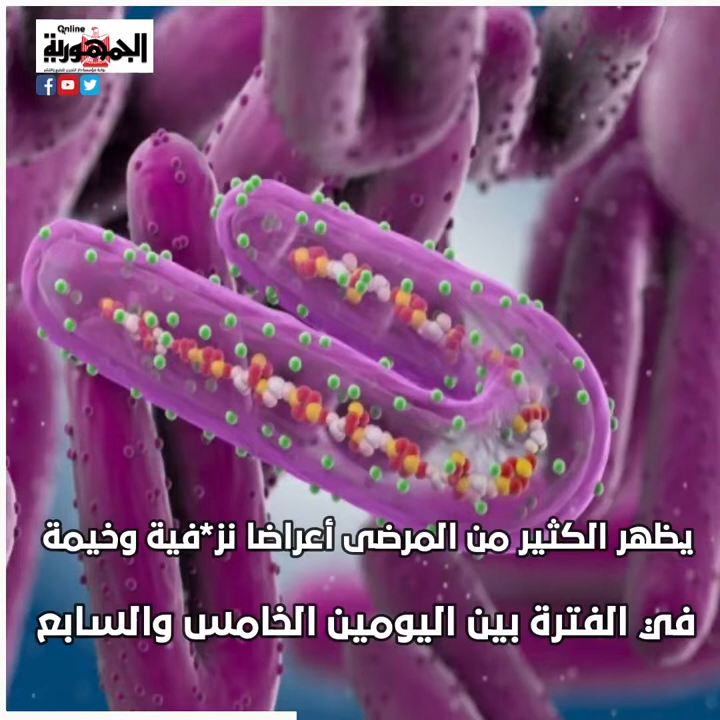 Online
الجمهورية
يظهر الكثير من المرضى أعراضا نز*فية وخيمة
في الفترة بين اليومين الخامس والسابع